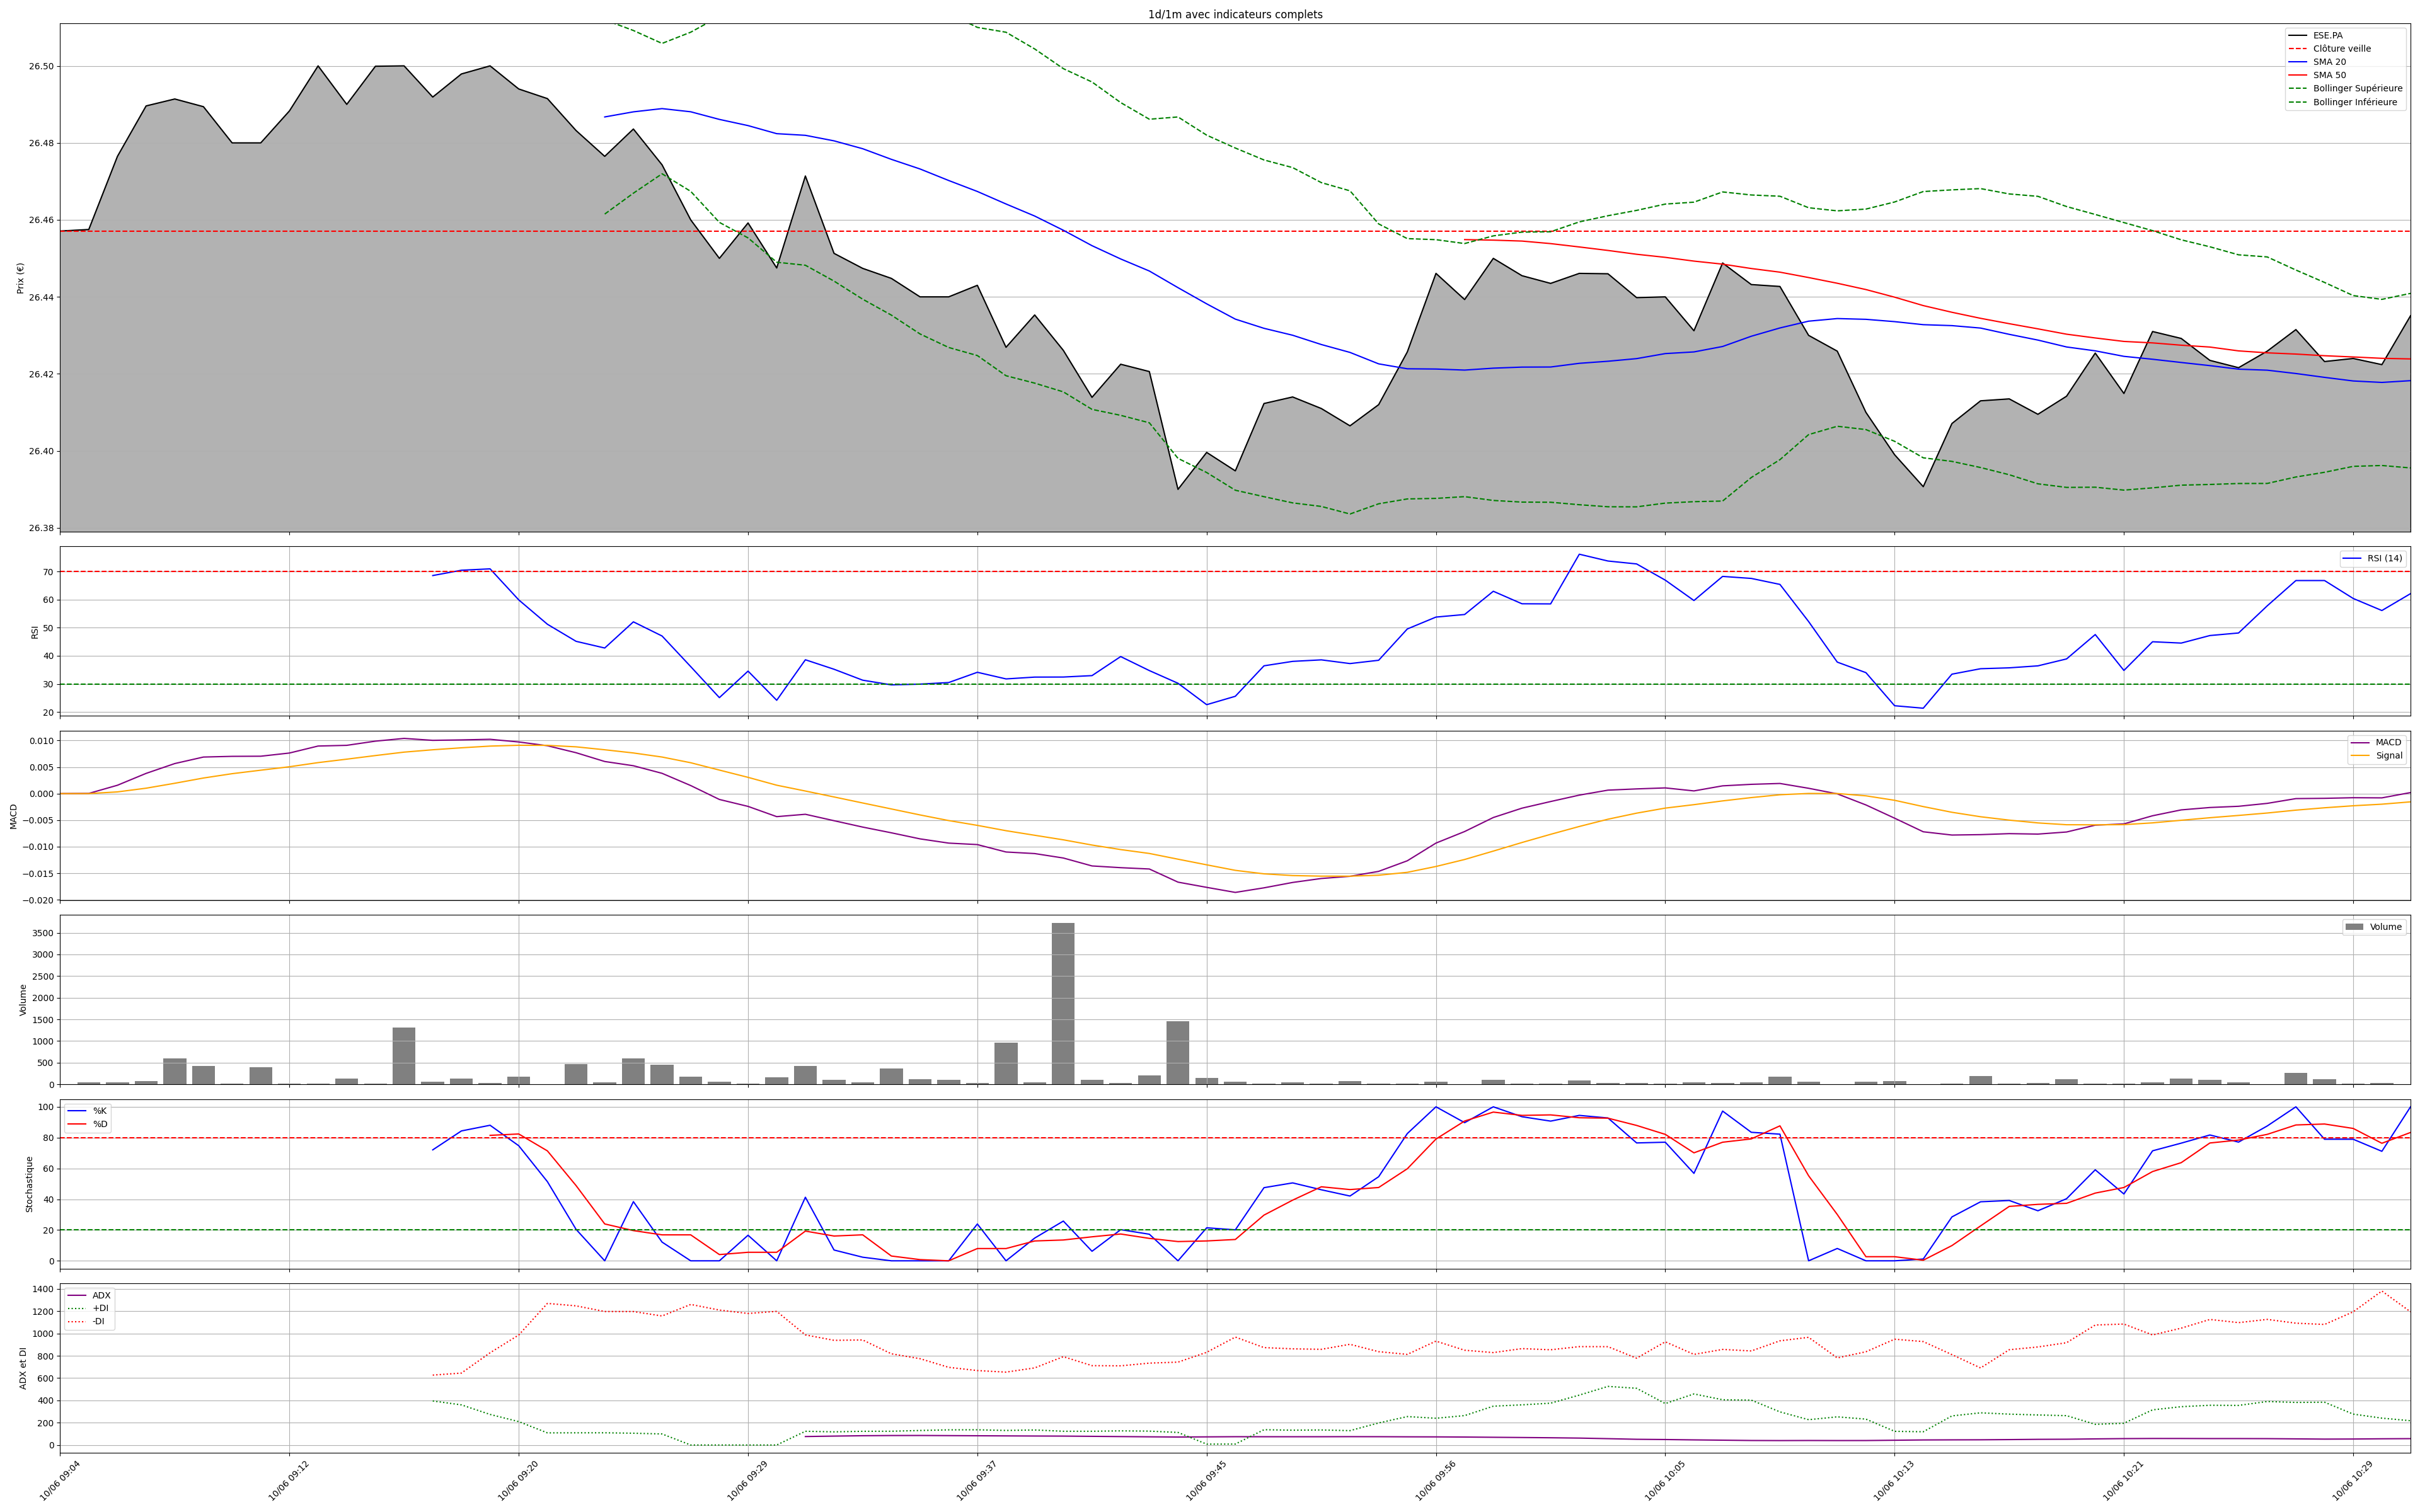 1d/1m avec indicateurs complets
Prix (€)
26.50
26.48
26.46
26.44
26.42
26.40
26.38
ESE.PA
Clôture veille
SMA 20
SMA 50
Bollinger Supérieure
Bollinger Inférieure
RSI
70
60
50
40
30
20
RSI (14)
MACD
0.010
0.005
0.000
−0.005
−0.010
−0.015
−0.020
MACD
Signal
Volume
3500
3000
2500
2000
1500
1000
500
0
Volume
Stochastique
100
80
60
40
20
0
%K
%D
ADX et DI
1400
1200
1000
800
600
400
200
0
ADX
+DI
-DI
10/06 09:04
10/06 09:12
10/06 09:20
10/06 09:29
10/06 09:37
10/06 09:45
10/06 09:56
10/06 10:05
10/06 10:13
10/06 10:21
10/06 10:29